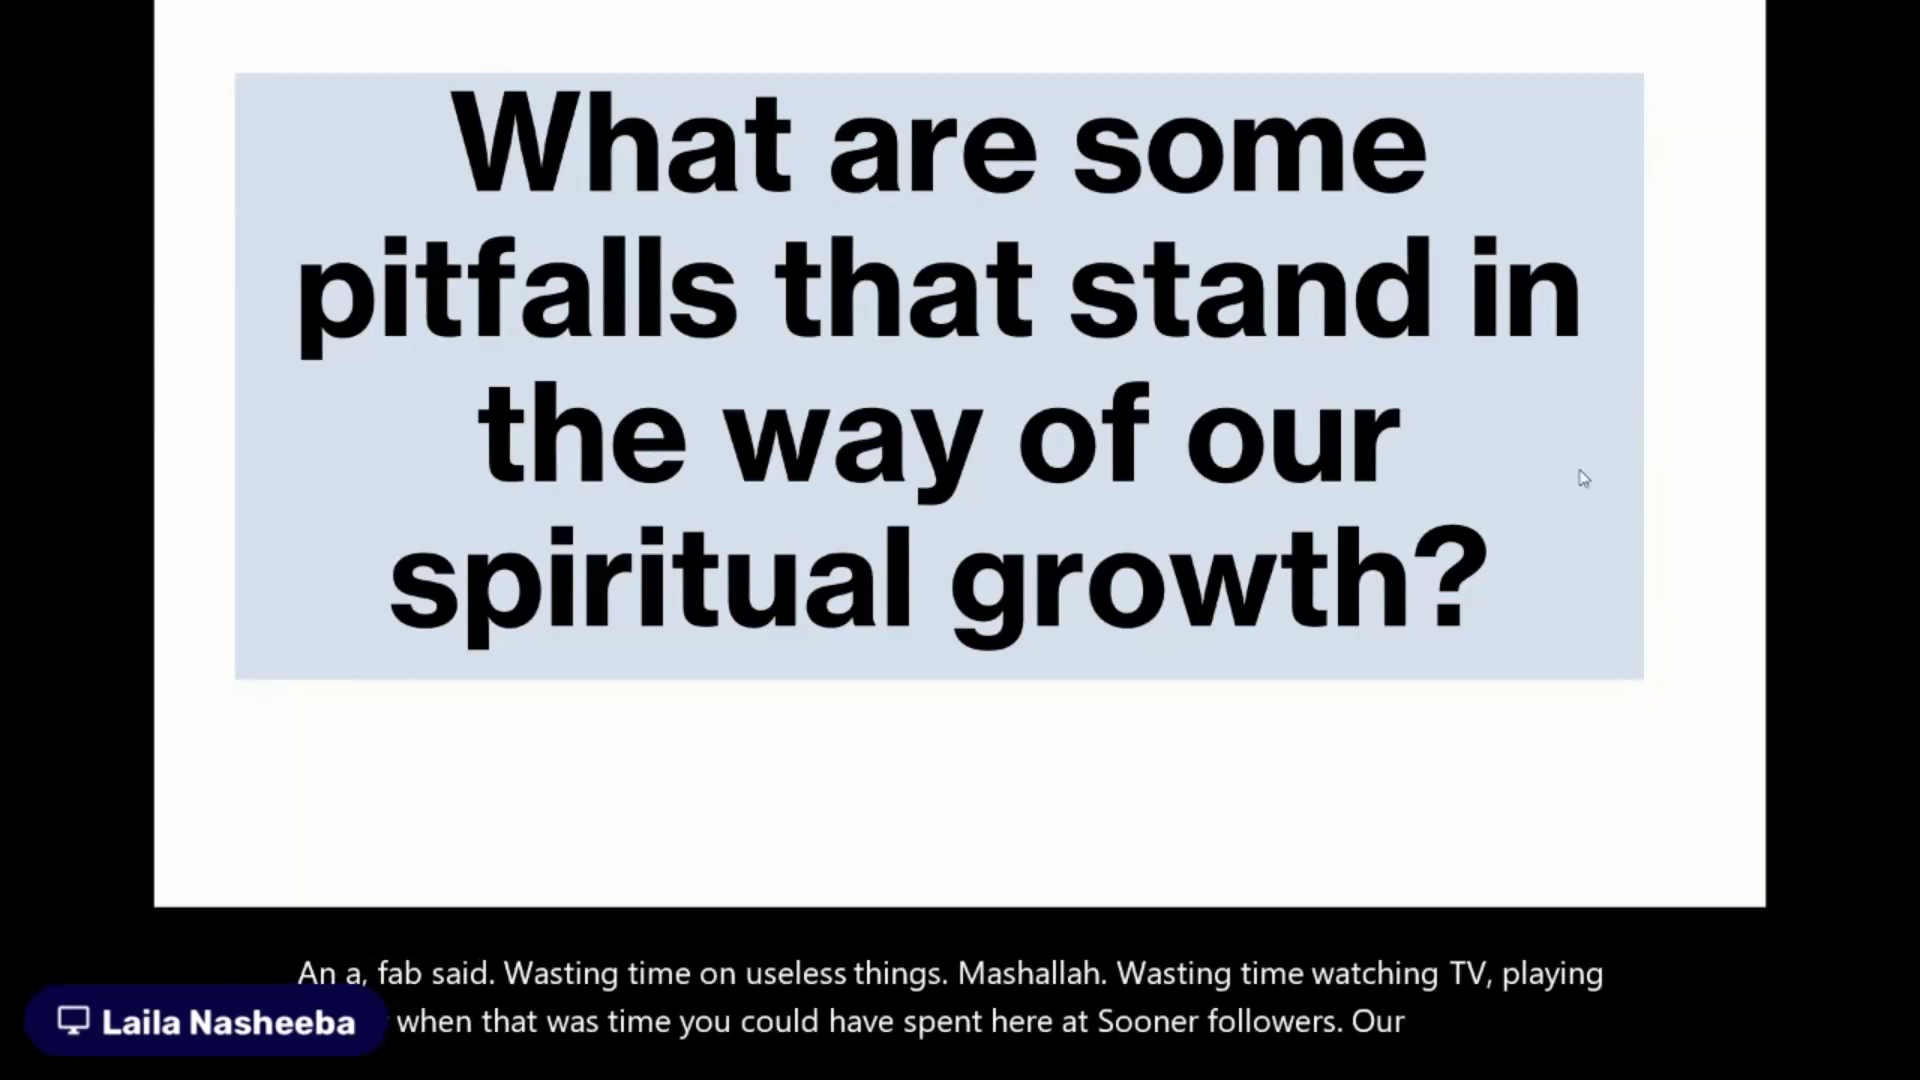 What are some
pitfalls that stand in
the way of our
spiritual growth?
An a, fab said. Wasting time on useless things. Mashallah. Wasting time watching TV, playing
when that was time you could have spent here at Sooner followers. Our
Laila Nasheeba